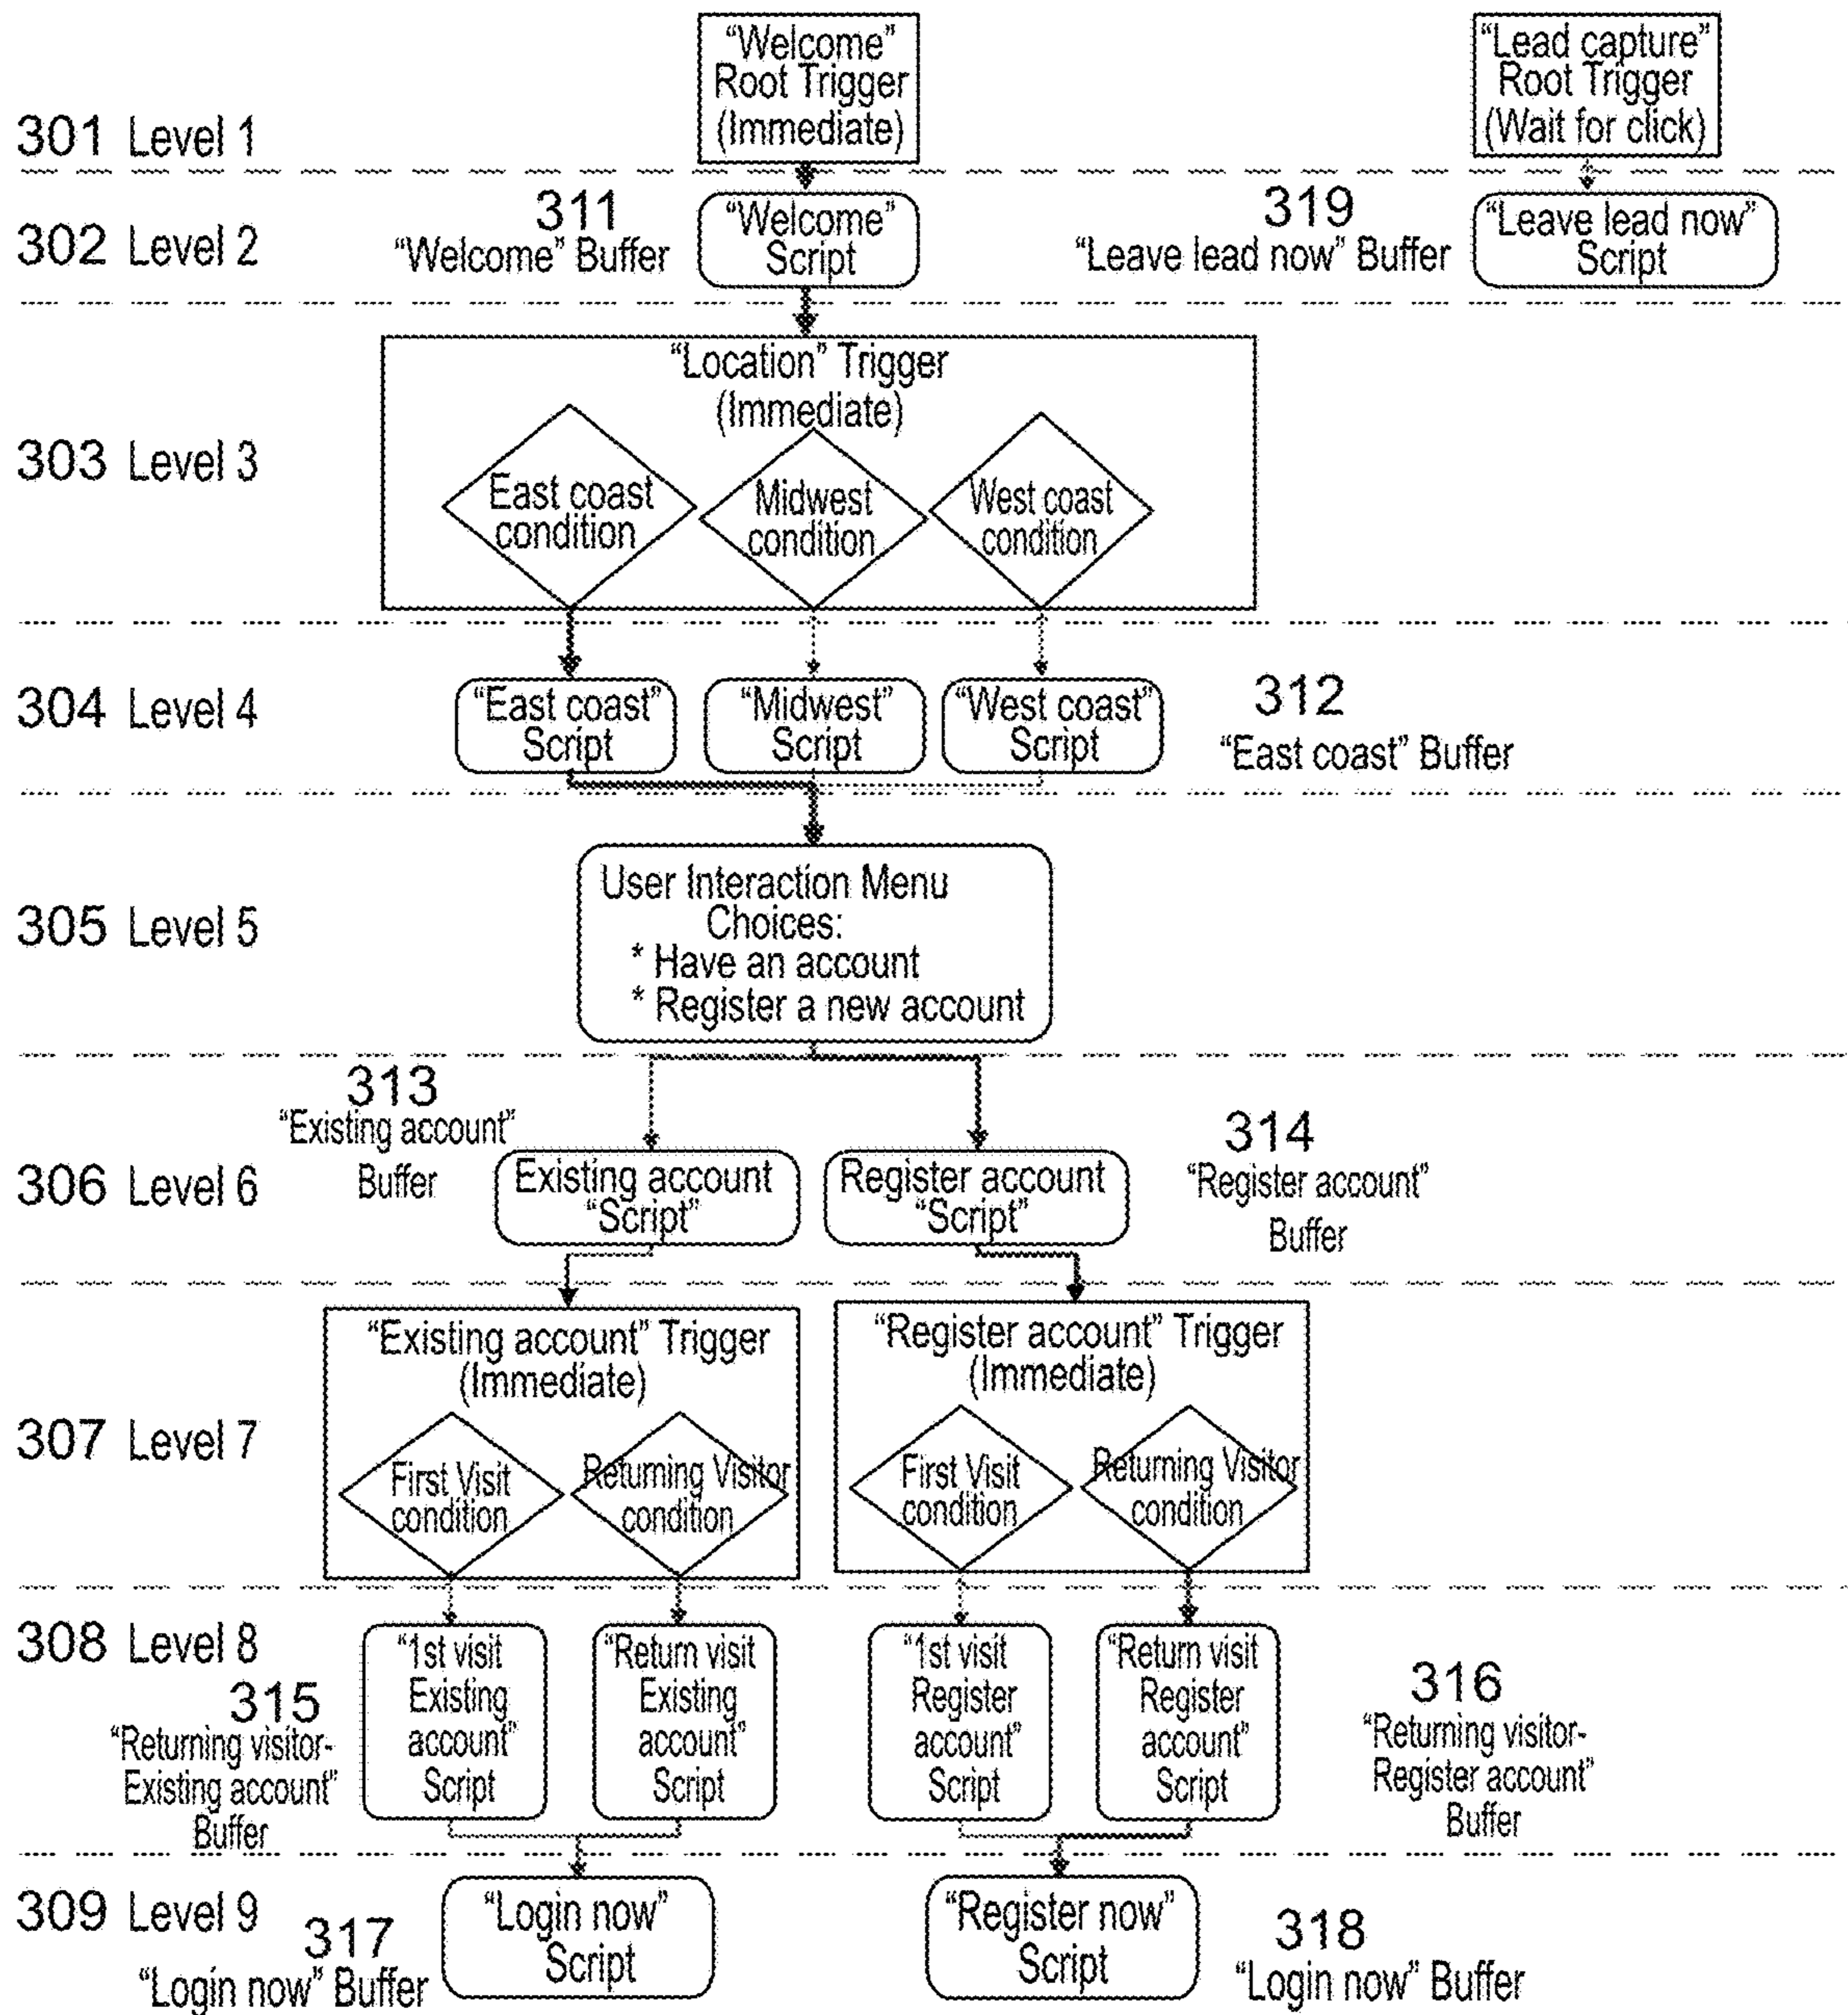 “Welcome”
Root Trigger
(Immediate)
“Lead capture”
Root Trigger
(Wait for click)
301 Level 1
302 Level 2
311
“Welcome” Buffer
“Welcome”
Script
319
“Leave lead now” Buffer
“Leave lead now”
Script
303 Level 3
“Location” Trigger
(Immediate)
East coast
condition
Midwest
condition
West coast
condition
304 Level 4
“East coast”
Script
“Midwest”
Script
“West coast”
Script
312
“East coast” Buffer
305 Level 5
User Interaction Menu
Choices:
* Have an account
* Register a new account
306 Level 6
313
“Existing account”
Buffer
Existing account
“Script”
Register account
“Script”
314
“Register account”
Buffer
307 Level 7
“Existing account” Trigger
(Immediate)
First Visit
condition
Returning Visitor
condition
“Register account” Trigger
(Immediate)
First Visit
condition
Returning Visitor
condition
308 Level 8
315
“Returning visitor-
Existing account”
Buffer
“1st visit
Existing
account”
Script
“Return visit
Existing
account”
Script
“1st visit
Register
account”
Script
“Return visit
Register
account”
Script
316
“Returning visitor-
Register account”
Buffer
309 Level 9
317
“Login now” Buffer
“Login now”
Script
“Register now”
Script
318
“Login now” Buffer